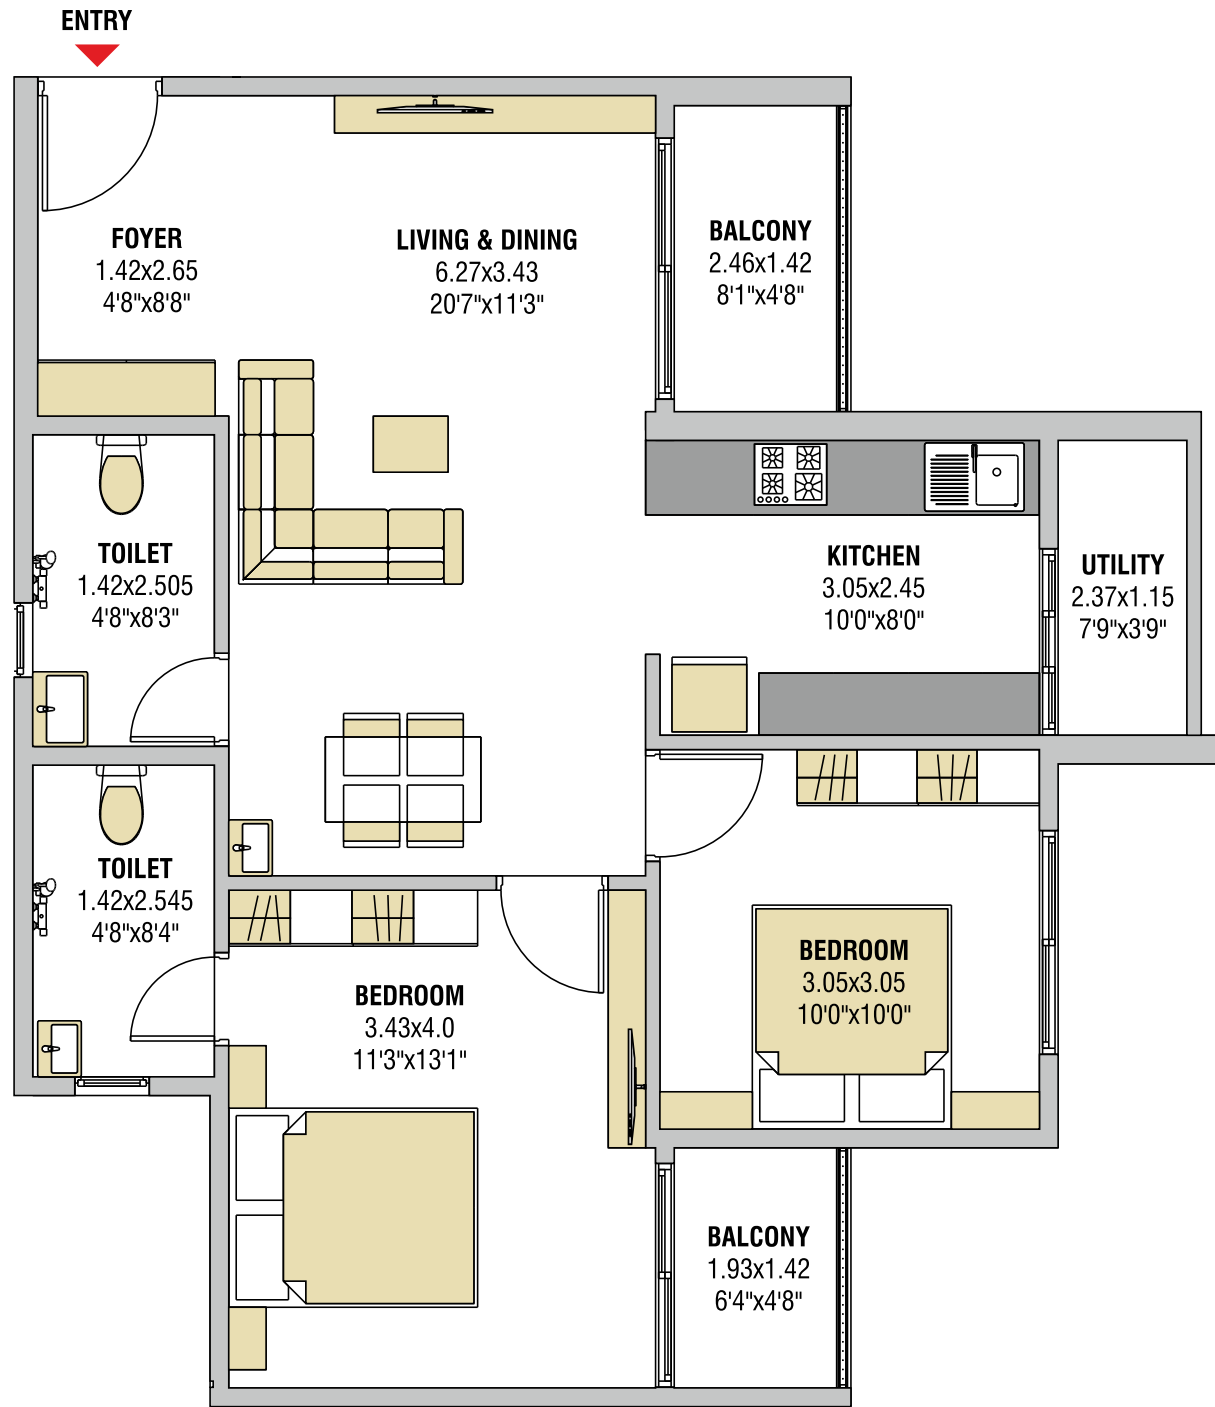 ENTRY
FOYER
1.42x2.65
4'8"x8'8"
LIVING & DINING
6.27x3.43
20'7"x11'3"
BALCONY
2.46x1.42
8'1"x4'8"
TOILET
1.42x2.505
4'8"x8'3"
KITCHEN
3.05x2.45
10'0"x8'0"
UTILITY
2.37x1.15
7'9"x3'9"
TOILET
1.42x2.545
4'8"x8'4"
BEDROOM
3.43x4.0
11'3"x13'1"
BEDROOM
3.05x3.05
10'0"x10'0"
BALCONY
1.93x1.42
6'4"x4'8"